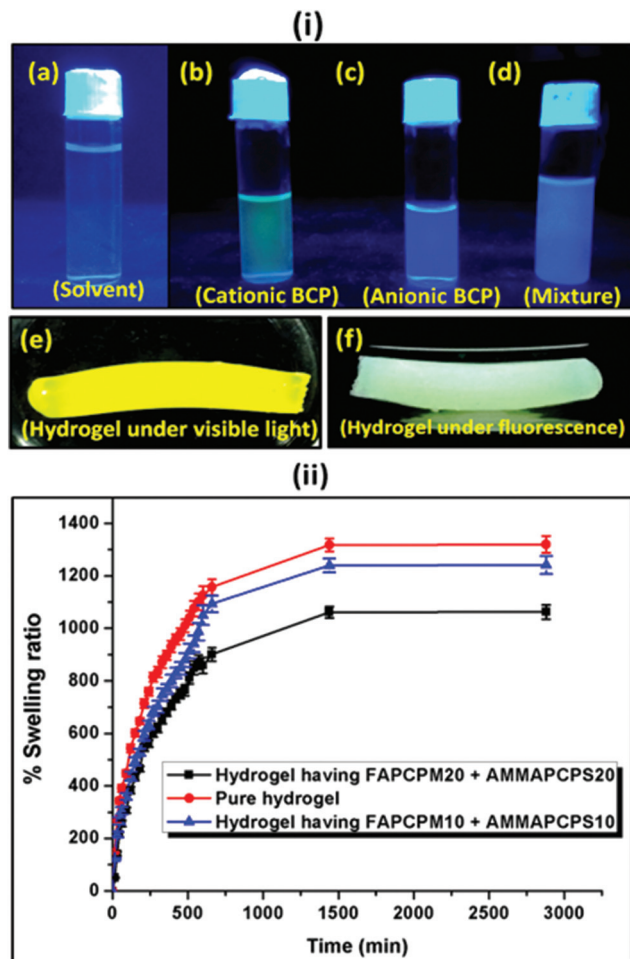 (i)
(a) (b) (c) (d)
(Solvent) (Cationic BCP) (Anionic BCP) (Mixture)
(e) (f)
(Hydrogel under visible light) (Hydrogel under fluorescence)
(ii)
1400
1200
1000
800
600
400
200
0
% Swelling ratio
Hydrogel having FAPCPM20 + AMMAPCPS20
Pure hydrogel
Hydrogel having FAPCPM10 + AMMAPCPS10
0 500 1000 1500 2000 2500 3000
Time (min)